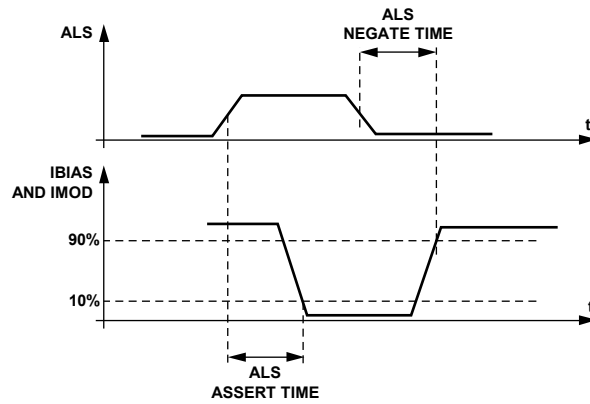 ALS
NEGATE TIME
ALS
t
IBIAS
AND IMOD
90%
10%
t
ALS
ASSERT TIME